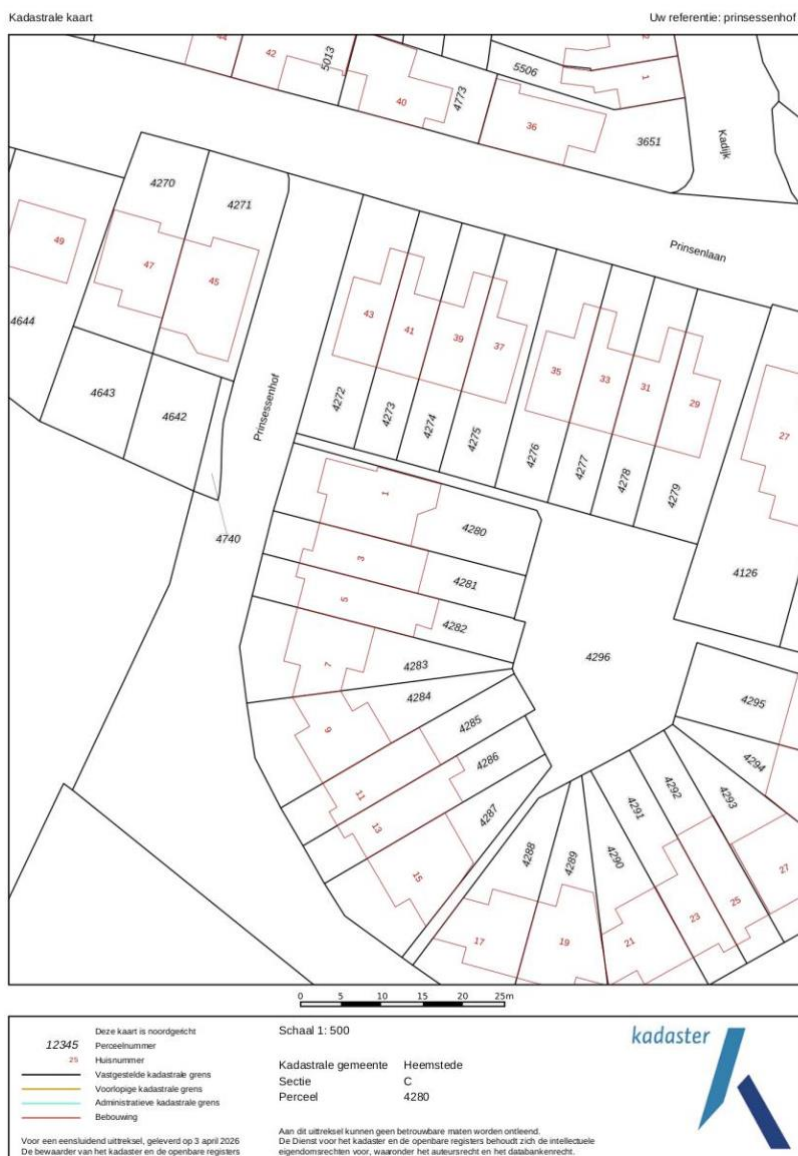 Kadastrale kaart
Uw referentie: prinsessenhof
44
42
5013
40
4773
5506
2
1
36
3651
Kadijk
4270
4271
49
47
45
4644
4643
4642
Prinsessenhof
Prinsenlaan
43
41
39
37
35
33
31
29
27
4272
4273
4274
4275
4276
4277
4278
4279
4126
4740
1
4280
3
4281
5
4282
7
4283
4296
9
4284
4285
4295
11
4286
4294
13
4287
15
4288
4289
4290
4291
4292
4293
17
19
21
23
25
27
0 5 10 15 20 25m
Deze kaart is noordgericht
12345 Perceelnummer
25 Huisnummer
Vastgestelde kadastrale grens
Voorlopige kadastrale grens
Administratieve kadastrale grens
Bebouwing
Voor een eensluidend uittreksel, geleverd op 3 april 2026
De bewaarder van het kadaster en de openbare registers
Schaal 1: 500
Kadastrale gemeente Heemstede
Sectie C
Perceel 4280
Aan dit uittreksel kunnen geen betrouwbare maten worden ontleend.
De Dienst voor het kadaster en de openbare registers behoudt zich de intellectuele
eigendomsrechten voor, waaronder het auteursrecht en het databankenrecht.
kadaster